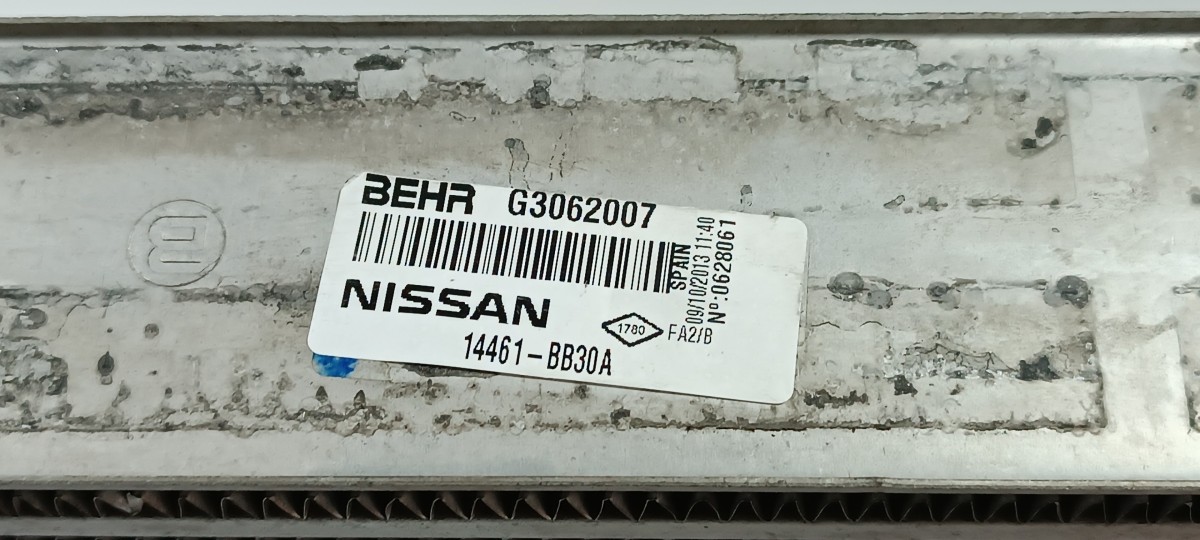 BEHR G3062007
NISSAN
1780 FA2/B
14461-BB30A
SPAIN
09/10/2013 11:40
Nº:0628061
B